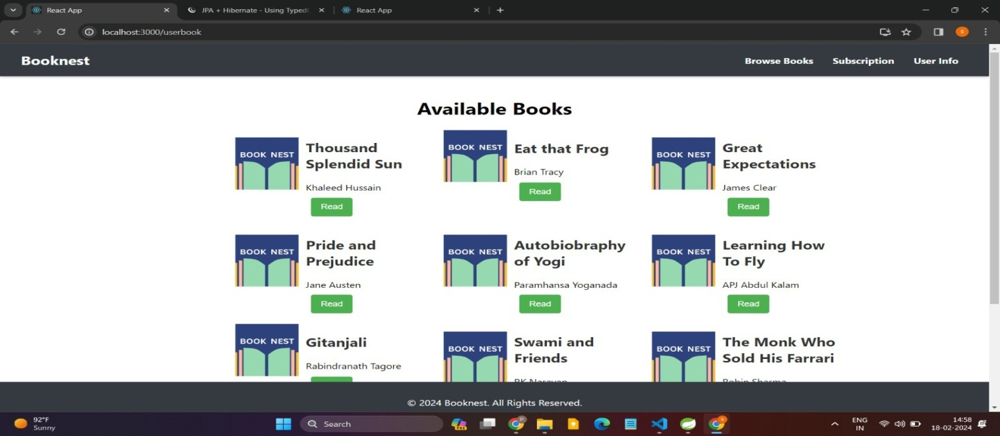 React App
JPA + Hibernate - Using Typed
React App
localhost:3000/userbook
S
Booknest
Browse Books
Subscription
User Info
Available Books
BOOK NEST
Thousand
Splendid Sun
Khaleed Hussain
Read
BOOK NEST
Eat that Frog
Brian Tracy
Read
BOOK NEST
Great
Expectations
James Clear
Read
BOOK NEST
Pride and
Prejudice
Jane Austen
Read
BOOK NEST
Autobiobraphy
of Yogi
Paramhansa Yoganada
Read
BOOK NEST
Learning How
To Fly
APJ Abdul Kalam
Read
BOOK NEST
Gitanjali
Rabindranath Tagore
BOOK NEST
Swami and
Friends
RK Narayan
BOOK NEST
The Monk Who
Sold His Farrari
Robin Sharma
© 2024 Booknest. All Rights Reserved.
92°F
Sunny
Search
PRE
P
S
ENG
IN
14:58
18-02-2024